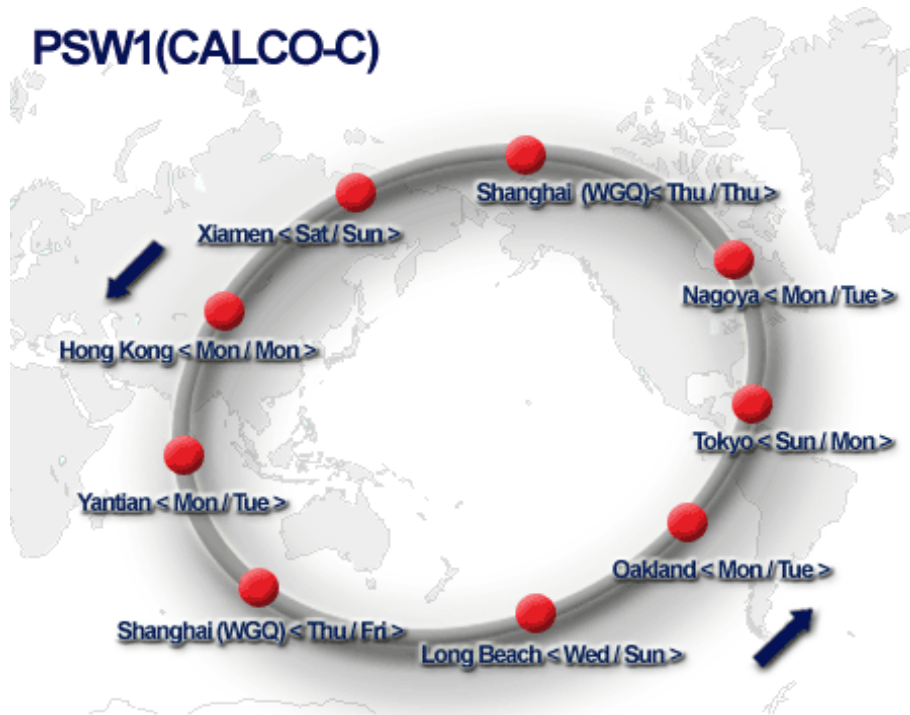 PSW1(CALCO-C)
Shanghai (WGQ)< Thu / Thu >
Xiamen < Sat / Sun >
Nagoya < Mon / Tue >
Hong Kong < Mon / Mon >
Tokyo < Sun / Mon >
Yantian < Mon / Tue >
Oakland < Mon / Tue >
Shanghai (WGQ) < Thu / Fri >
Long Beach < Wed / Sun >